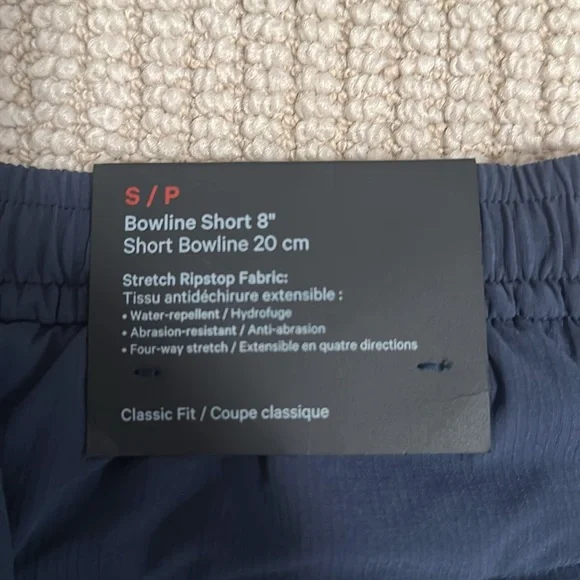 S / P
Bowline Short 8"
Short Bowline 20 cm
Stretch Ripstop Fabric:
Tissu antidéchirure extensible :
• Water-repellent / Hydrofuge
• Abrasion-resistant / Anti-abrasion
• Four-way stretch / Extensible en quatre directions
Classic Fit / Coupe classique